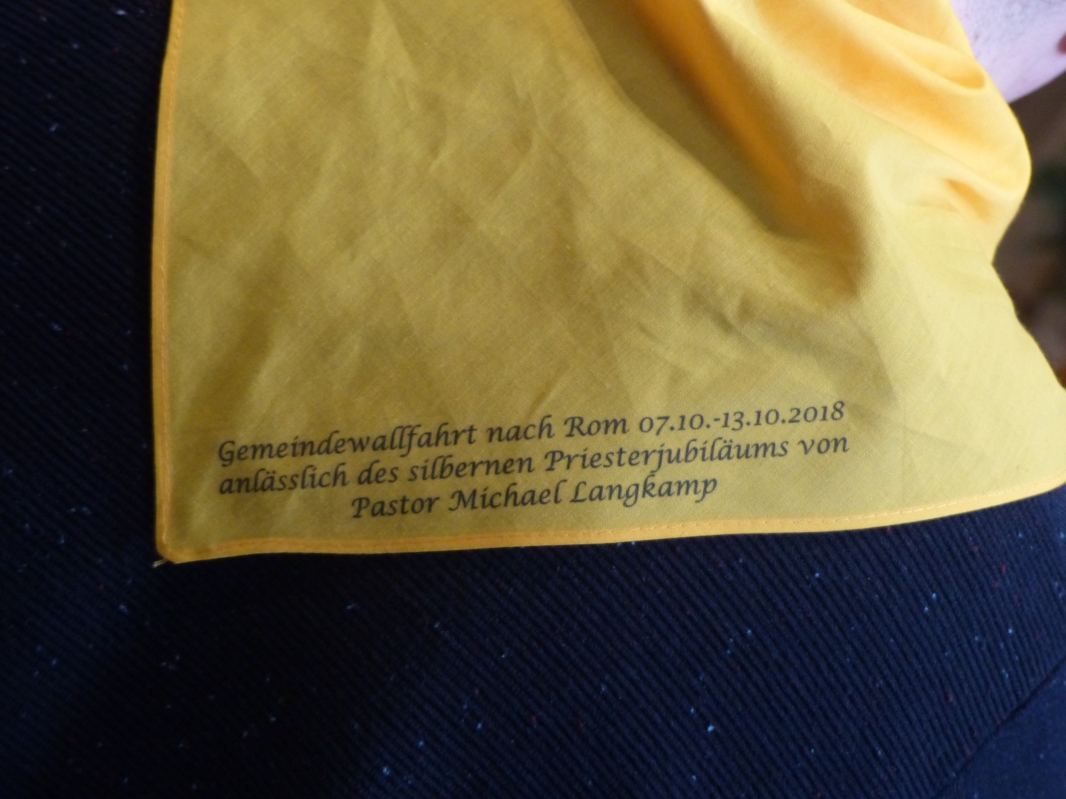 Gemeindewallfahrt nach Rom 07.10.-13.10.2018
anlässlich des silbernen Priesterjubiläums von
Pastor Michael Langkamp